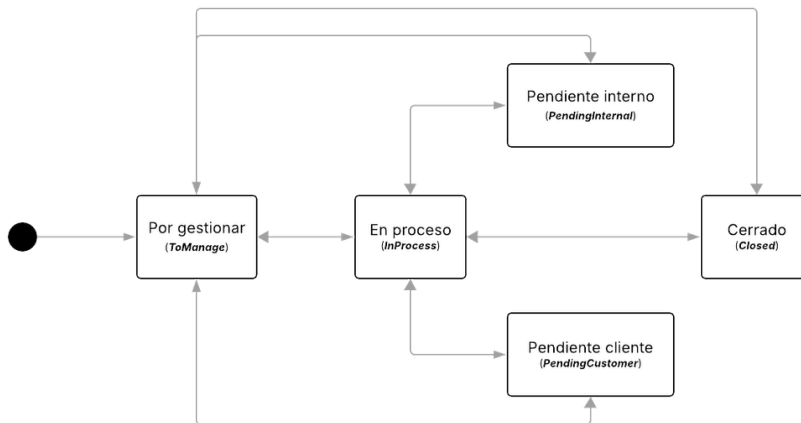 Pendiente interno
(PendingInternal)
Por gestionar
(ToManage)
En proceso
(InProcess)
Cerrado
(Closed)
Pendiente cliente
(PendingCustomer)